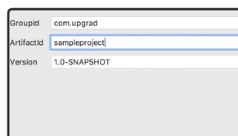 GroupId com.upgrad
ArtifactId sampleproject
Version 1.0-SNAPSHOT